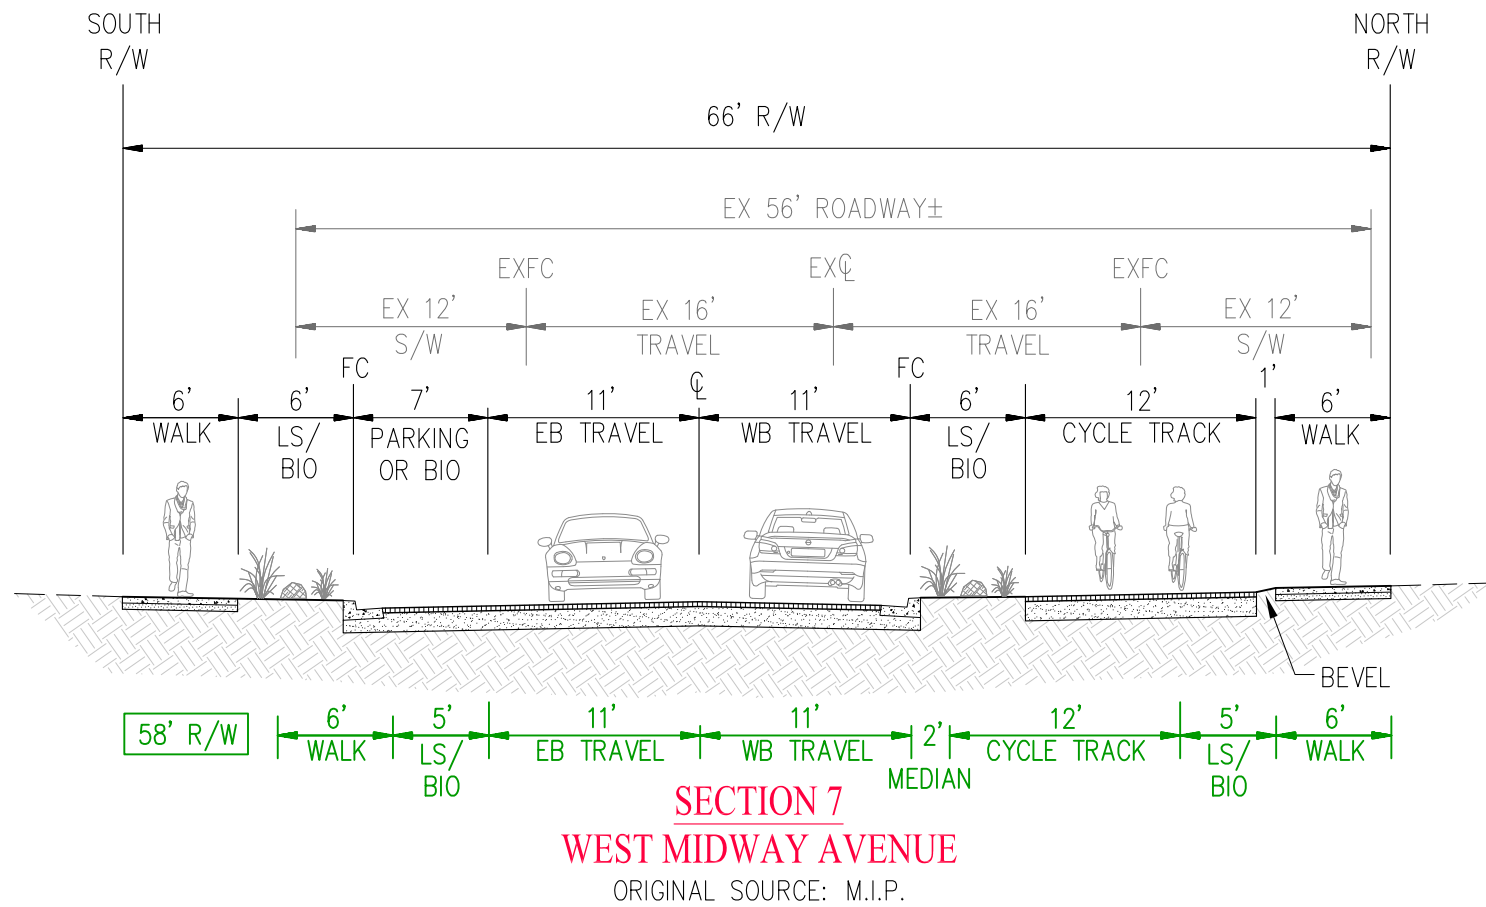 SOUTH
R/W
NORTH
R/W
66' R/W
EX 56' ROADWAY±
EXFC
EX℄
EXFC
EX 12'
S/W
EX 16'
TRAVEL
EX 16'
TRAVEL
EX 12'
S/W
FC
℄
FC
1'
6'
WALK
6'
LS/
BIO
7'
PARKING
OR BIO
11'
EB TRAVEL
11'
WB TRAVEL
6'
LS/
BIO
12'
CYCLE TRACK
6'
WALK
BEVEL
58' R/W
6'
WALK
5'
LS/
BIO
11'
EB TRAVEL
11'
WB TRAVEL
2'
MEDIAN
12'
CYCLE TRACK
5'
LS/
BIO
6'
WALK
SECTION 7
WEST MIDWAY AVENUE
ORIGINAL SOURCE: M.I.P.